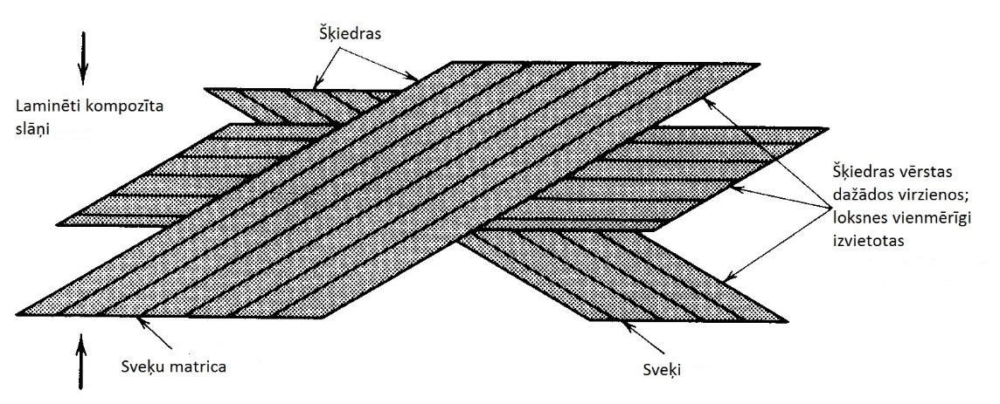 Šķiedras
Laminēti kompozīta
slāņi
Šķiedras vērstas
dažādos virzienos;
loksnes vienmērīgi
izvietotas
Sveķu matrica
Sveķi